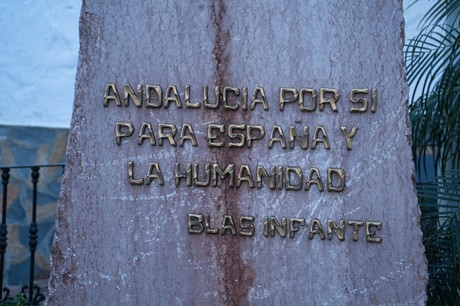 ANDALUCIA POR SI
PARA ESPAÑA Y
LA HUMANIDAD
BLAS INFANTE